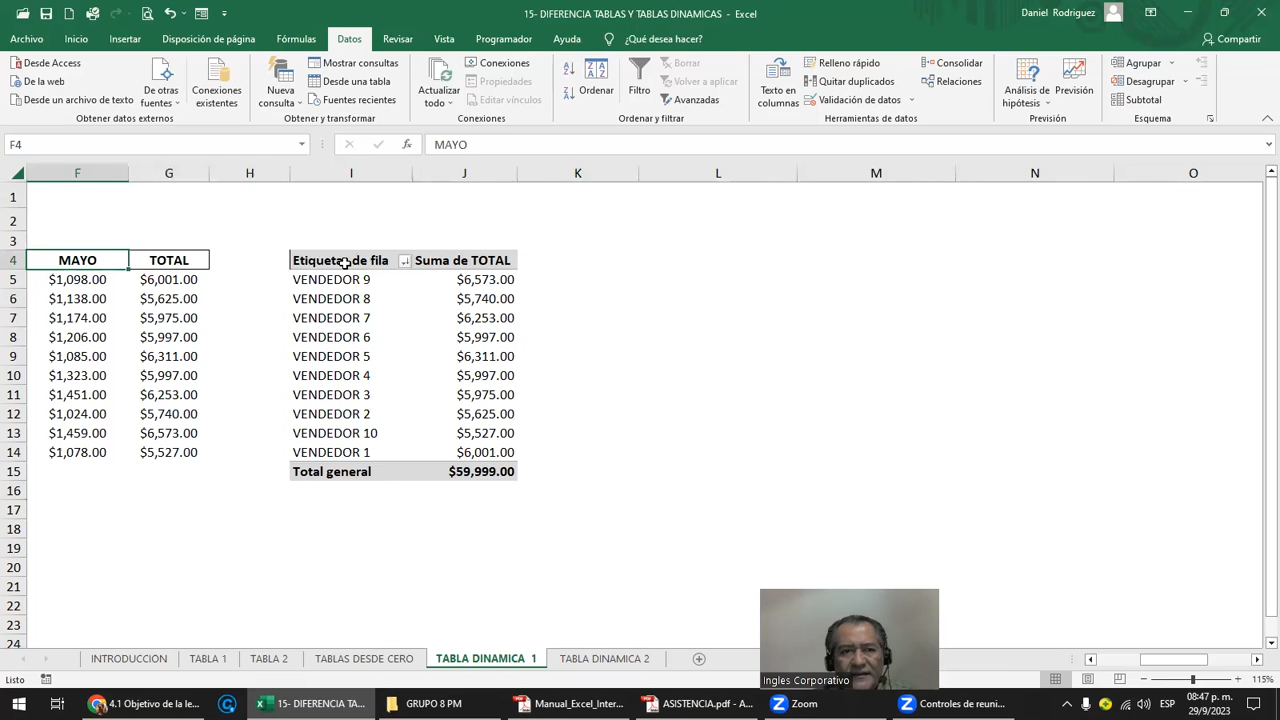 15- DIFERENCIA TABLAS Y TABLAS DINAMICAS - Excel
Daniel Rodriguez
Archivo Inicio Insertar Disposición de página Fórmulas Datos Revisar Vista Programador Ayuda ¿Qué desea hacer? Compartir
Desde Access
De la web
Desde un archivo de texto
De otras fuentes
Conexiones existentes
Obtener datos externos
Nueva consulta
Mostrar consultas
Desde una tabla
Fuentes recientes
Obtener y transformar
Actualizar todo
Conexiones
Propiedades
Editar vínculos
Conexiones
Ordenar
Filtro
Borrar
Volver a aplicar
Avanzadas
Ordenar y filtrar
Texto en columnas
Relleno rápido
Quitar duplicados
Validación de datos
Consolidar
Relaciones
Herramientas de datos
Análisis de hipótesis
Previsión
Previsión
Agrupar
Desagrupar
Subtotal
Esquema
F4 fx MAYO
F G H I J K L M N O
1
2
3
4 MAYO TOTAL Etiquetas de fila Suma de TOTAL
5 $1,098.00 $6,001.00 VENDEDOR 9 $6,573.00
6 $1,138.00 $5,625.00 VENDEDOR 8 $5,740.00
7 $1,174.00 $5,975.00 VENDEDOR 7 $6,253.00
8 $1,206.00 $5,997.00 VENDEDOR 6 $5,997.00
9 $1,085.00 $6,311.00 VENDEDOR 5 $6,311.00
10 $1,323.00 $5,997.00 VENDEDOR 4 $5,997.00
11 $1,451.00 $6,253.00 VENDEDOR 3 $5,975.00
12 $1,024.00 $5,740.00 VENDEDOR 2 $5,625.00
13 $1,459.00 $6,573.00 VENDEDOR 10 $5,527.00
14 $1,078.00 $5,527.00 VENDEDOR 1 $6,001.00
15 Total general $59,999.00
16
17
18
19
20
21
22
23
24
Ingles Corporativo
INTRODUCCION TABLA 1 TABLA 2 TABLAS DESDE CERO TABLA DINAMICA 1 TABLA DINAMICA 2
Listo 115%
4.1 Objetivo de la le... 15- DIFERENCIA TA... GRUPO 8 PM Manual_Excel_Inter... ASISTENCIA.pdf - A... Zoom Controles de reuni... ESP 08:47 p. m.
29/9/2023